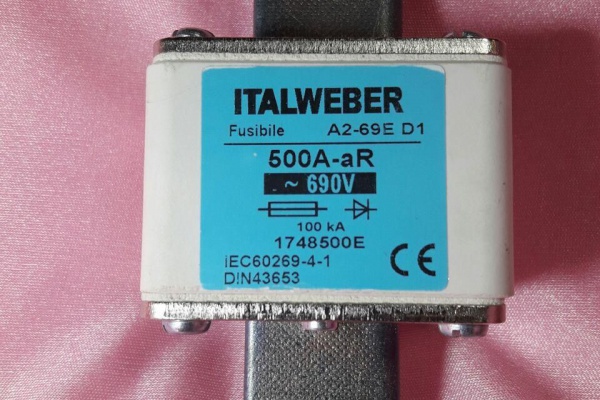 ITALWEBER
Fusibile A2-69E D1
500A-aR
~ 690V
100 kA
1748500E
iEC60269-4-1
DIN43653
CE